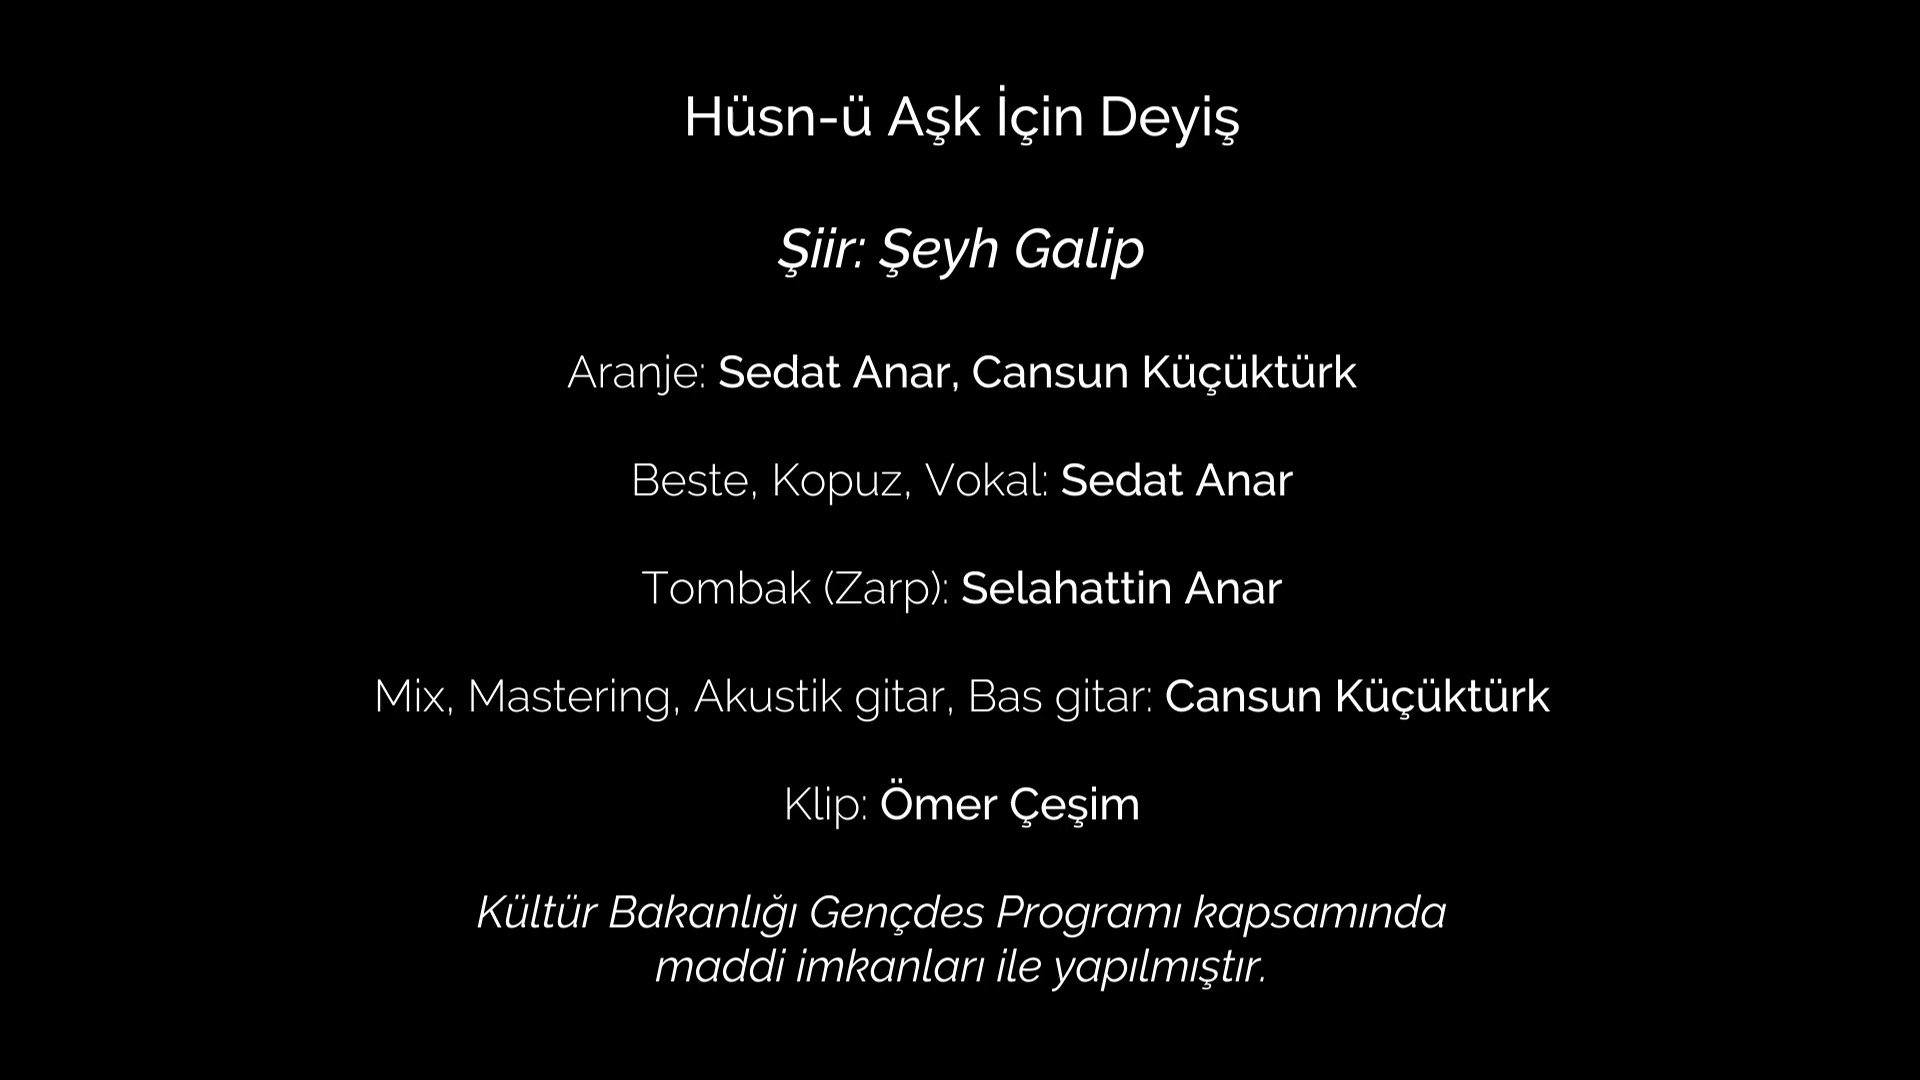 Hüsn-ü Aşk İçin Deyiş
Şiir: Şeyh Galip
Aranje: Sedat Anar, Cansun Küçüktürk
Beste, Kopuz, Vokal: Sedat Anar
Tombak (Zarp): Selahattin Anar
Mix, Mastering, Akustik gitar, Bas gitar: Cansun Küçüktürk
Klip: Ömer Çeşim
Kültür Bakanlığı Gençdes Programı kapsamında
maddi imkanları ile yapılmıştır.